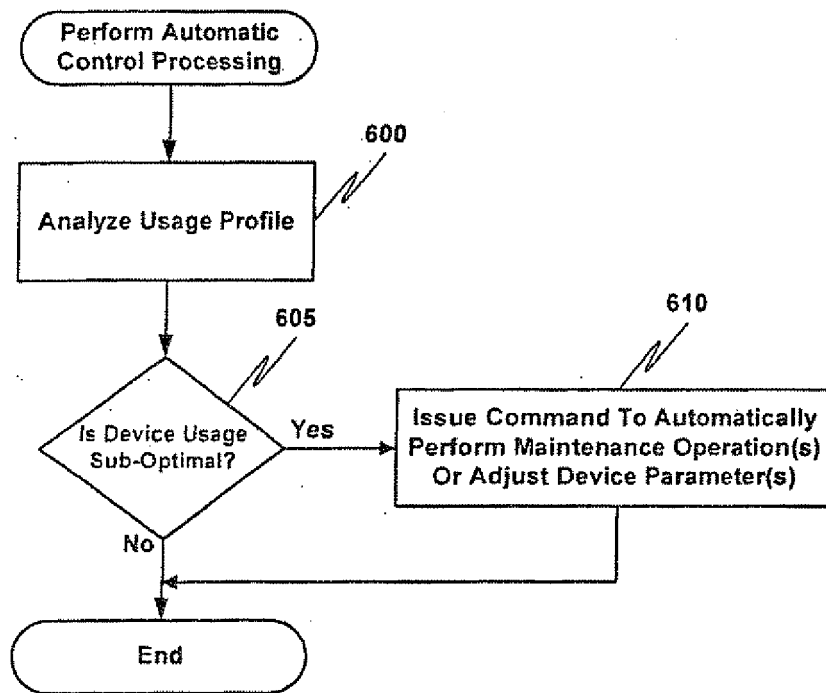 Perform Automatic
Control Processing
600
Analyze Usage Profile
605
610
Is Device Usage
Sub-Optimal?
Yes
Issue Command To Automatically
Perform Maintenance Operation(s)
Or Adjust Device Parameter(s)
No
End